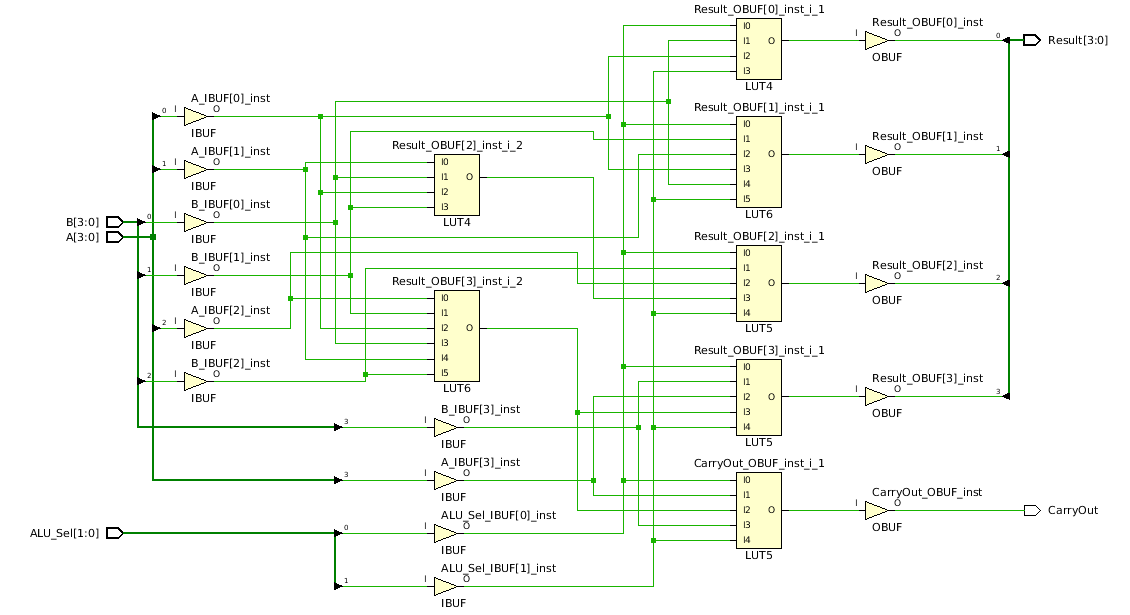 Result_OBUF[0]_inst_i_1
I0
I1 O
I2
I3
LUT4
Result_OBUF[0]_inst
I O
OBUF
0
Result[3:0]
A_IBUF[0]_inst
0 I O
IBUF
Result_OBUF[1]_inst_i_1
I0
I1
I2 O
I3
I4
I5
LUT6
Result_OBUF[1]_inst
I O
OBUF
1
A_IBUF[1]_inst
1 I O
IBUF
Result_OBUF[2]_inst_i_2
I0
I1 O
I2
I3
LUT4
B[3:0]
A[3:0]
B_IBUF[0]_inst
0 I O
IBUF
B_IBUF[1]_inst
1 I O
IBUF
Result_OBUF[2]_inst_i_1
I0
I1
I2 O
I3
I4
LUT5
Result_OBUF[2]_inst
I O
OBUF
2
Result_OBUF[3]_inst_i_2
I0
I1
I2 O
I3
I4
I5
LUT6
A_IBUF[2]_inst
2 I O
IBUF
B_IBUF[2]_inst
2 I O
IBUF
Result_OBUF[3]_inst_i_1
I0
I1
I2 O
I3
I4
LUT5
Result_OBUF[3]_inst
I O
OBUF
3
B_IBUF[3]_inst
3 I O
IBUF
A_IBUF[3]_inst
3 I O
IBUF
CarryOut_OBUF_inst_i_1
I0
I1
I2 O
I3
I4
LUT5
CarryOut_OBUF_inst
I O
OBUF
CarryOut
ALU_Sel[1:0]
ALU_Sel_IBUF[0]_inst
0 I O
IBUF
ALU_Sel_IBUF[1]_inst
1 I O
IBUF